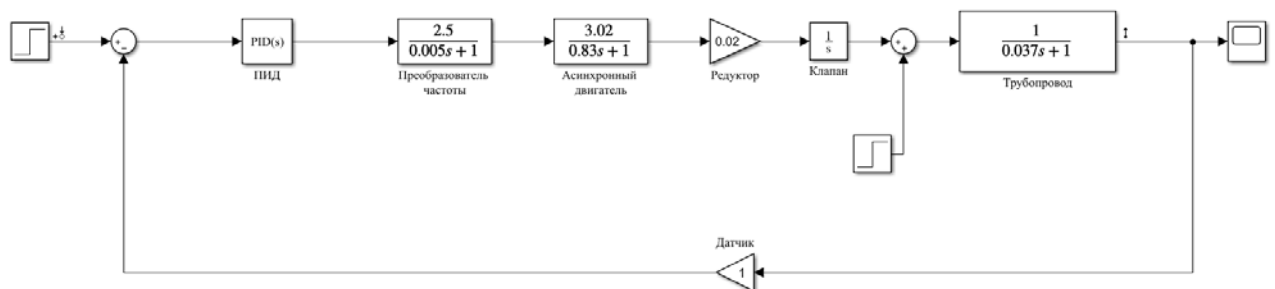 PID(s)
ПИД
2.5
0.005s + 1
Преобразователь
частоты
3.02
0.83s + 1
Асинхронный
двигатель
0.02
Редуктор
1
s
Клапан
1
0.037s + 1
Трубопровод
Датчик
1